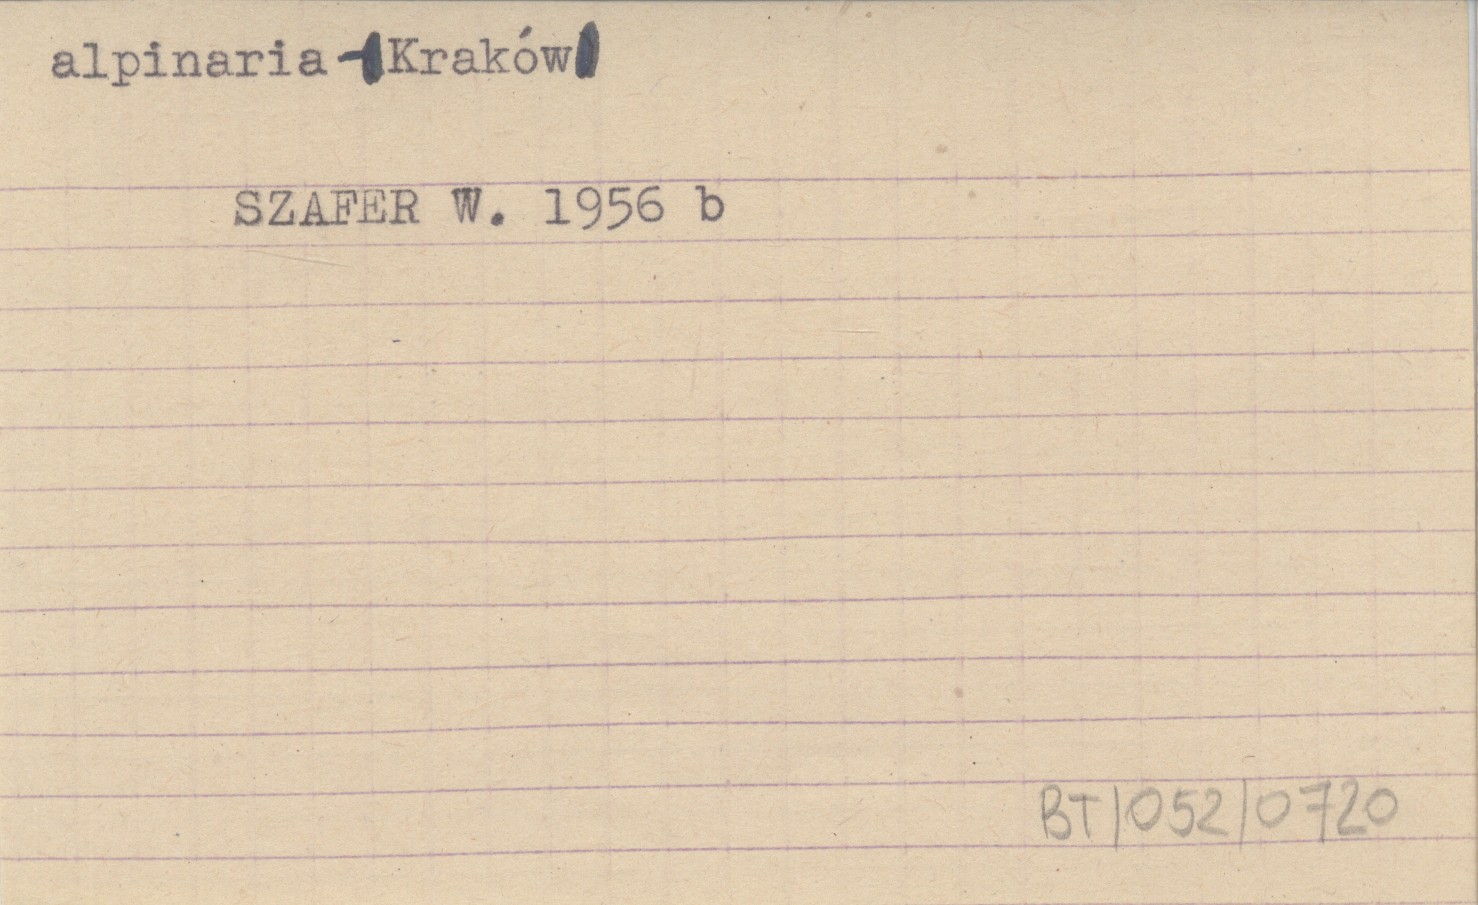 alpinaria - Kraków
SZAFER W. 1956 b
BT/052/0720